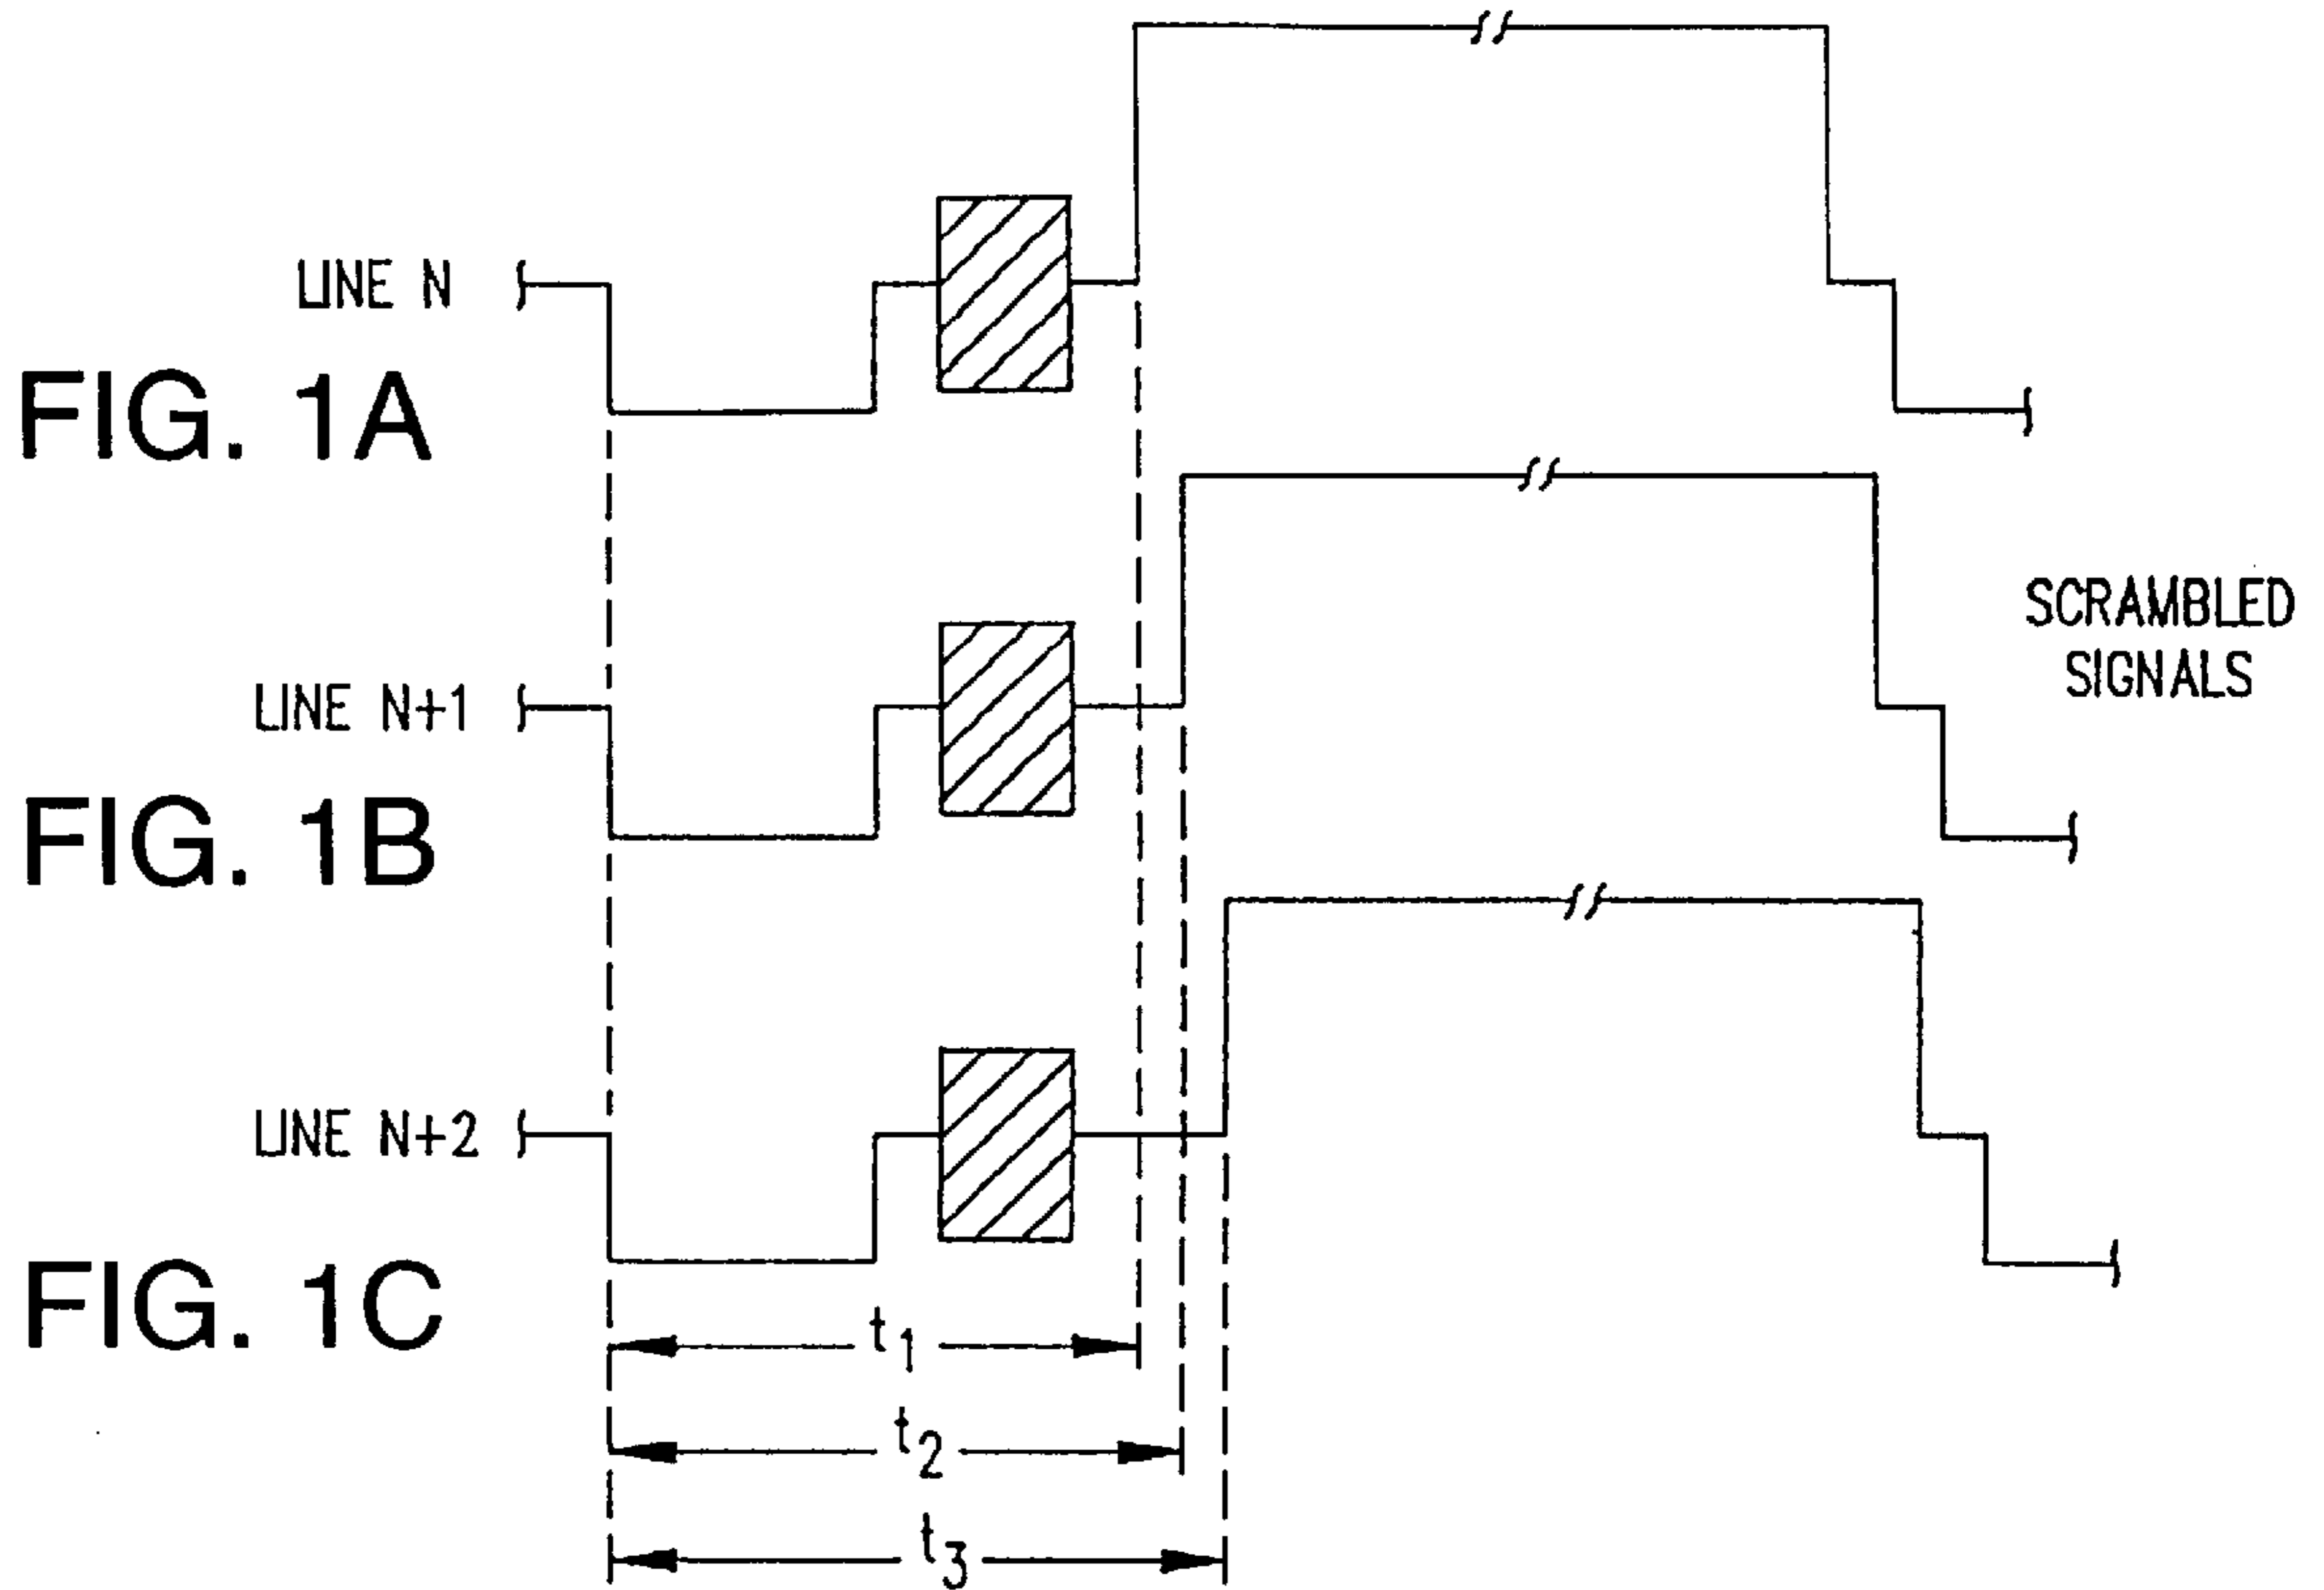 LINE N
FIG. 1A
SCRAMBLED
SIGNALS
LINE N+1
FIG. 1B
LINE N+2
FIG. 1C
t1
t2
t3